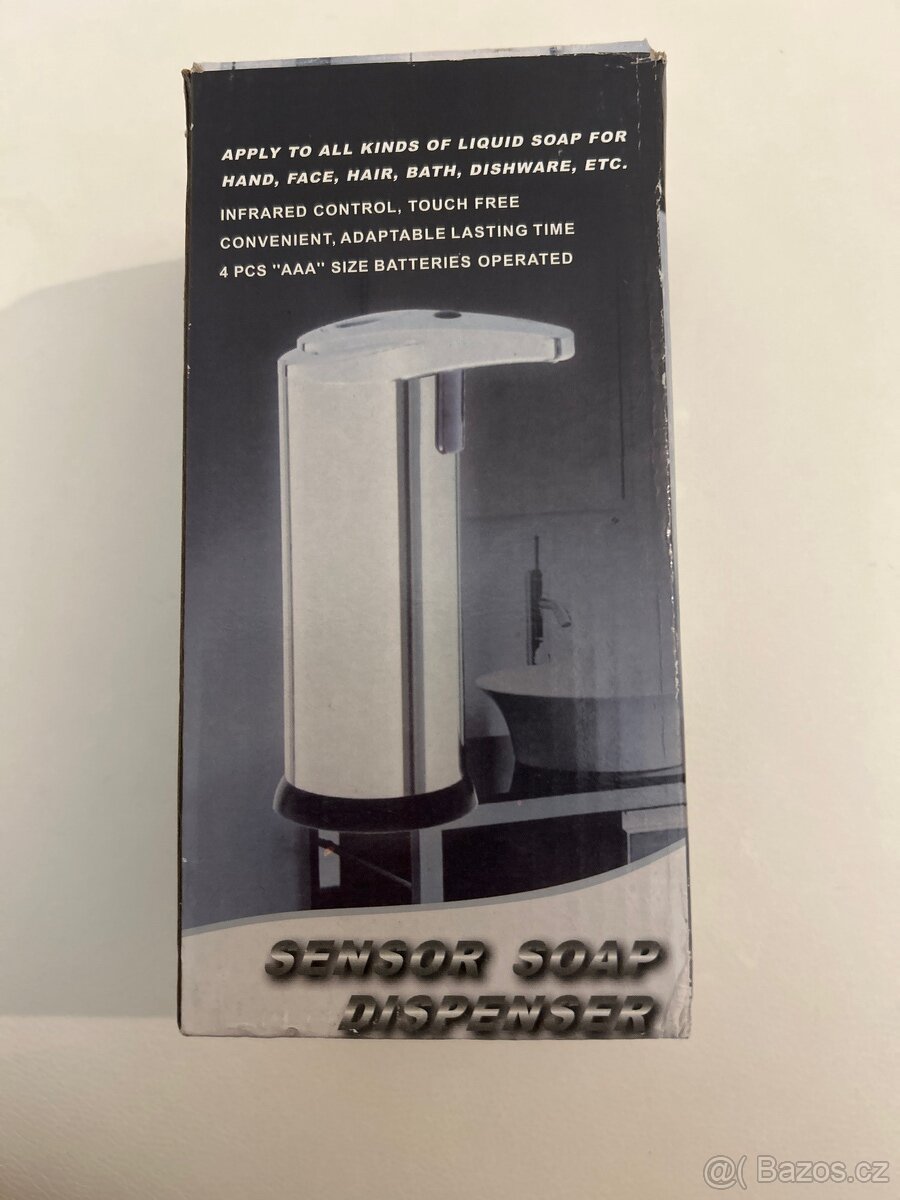 APPLY TO ALL KINDS OF LIQUID SOAP FOR
HAND, FACE, HAIR, BATH, DISHWARE, ETC.
INFRARED CONTROL, TOUCH FREE
CONVENIENT, ADAPTABLE LASTING TIME
4 PCS "AAA" SIZE BATTERIES OPERATED
SENSOR SOAP
DISPENSER
@( Bazos.cz